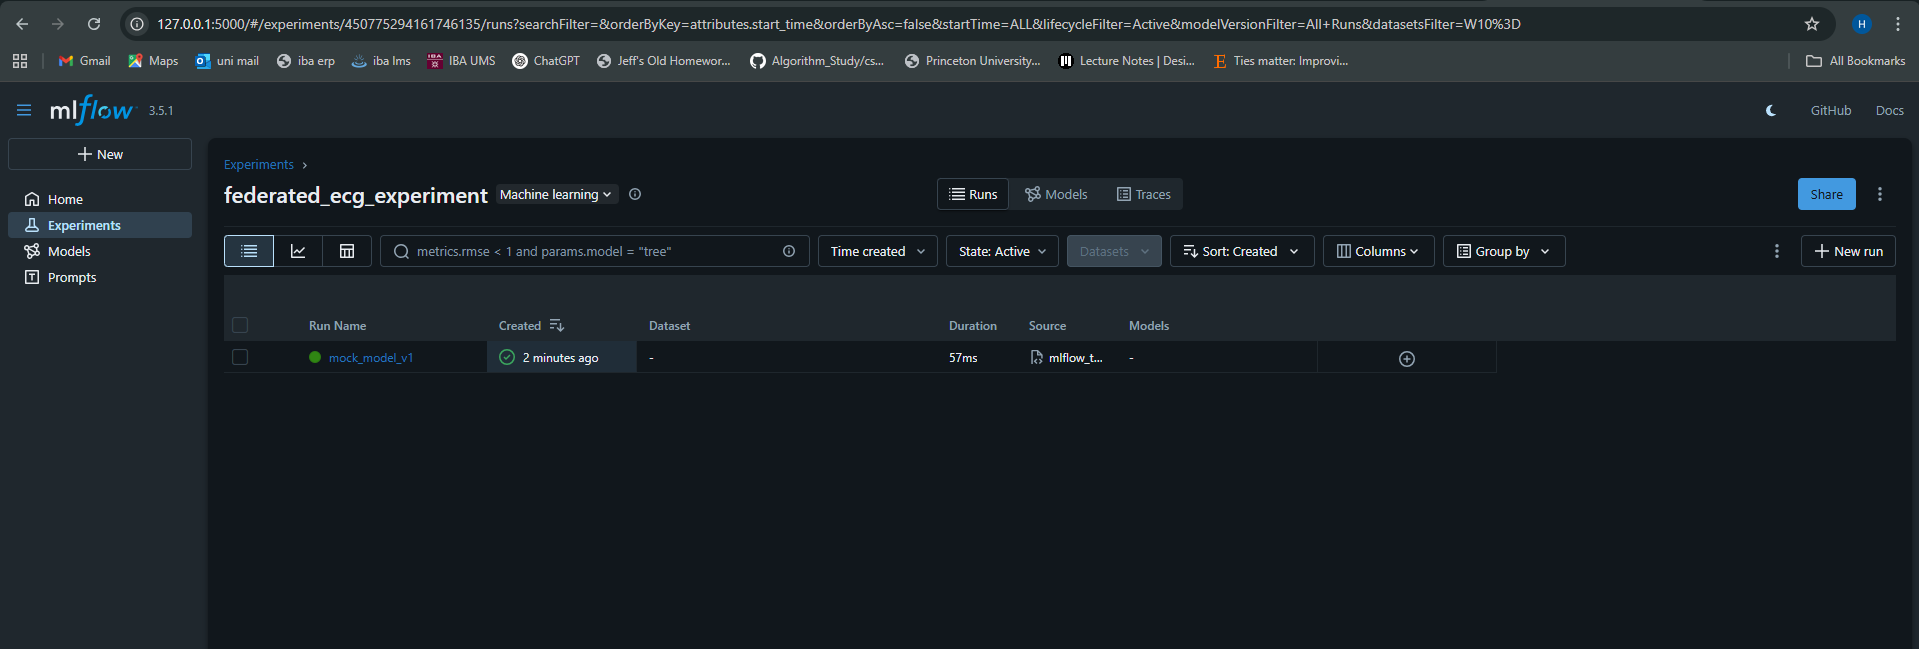 127.0.0.1:5000/#/experiments/450775294161746135/runs?searchFilter=&orderByKey=attributes.start_time&orderByAsc=false&startTime=ALL&lifecycleFilter=Active&modelVersionFilter=All+Runs&datasetsFilter=W10%3D
H
Gmail Maps uni mail iba erp iba lms IBA UMS ChatGPT Jeff's Old Homewor... Algorithm_Study/cs... Princeton University... Lecture Notes | Desi... Ties matter: Improvi... All Bookmarks
mlflow 3.5.1 GitHub Docs
New
Home
Experiments
Models
Prompts
Experiments ›
federated_ecg_experiment Machine learning Runs Models Traces Share
metrics.rmse < 1 and params.model = "tree" Time created State: Active Datasets Sort: Created Columns Group by New run
Run Name Created Dataset Duration Source Models
mock_model_v1 2 minutes ago - 57ms mlflow_t... -